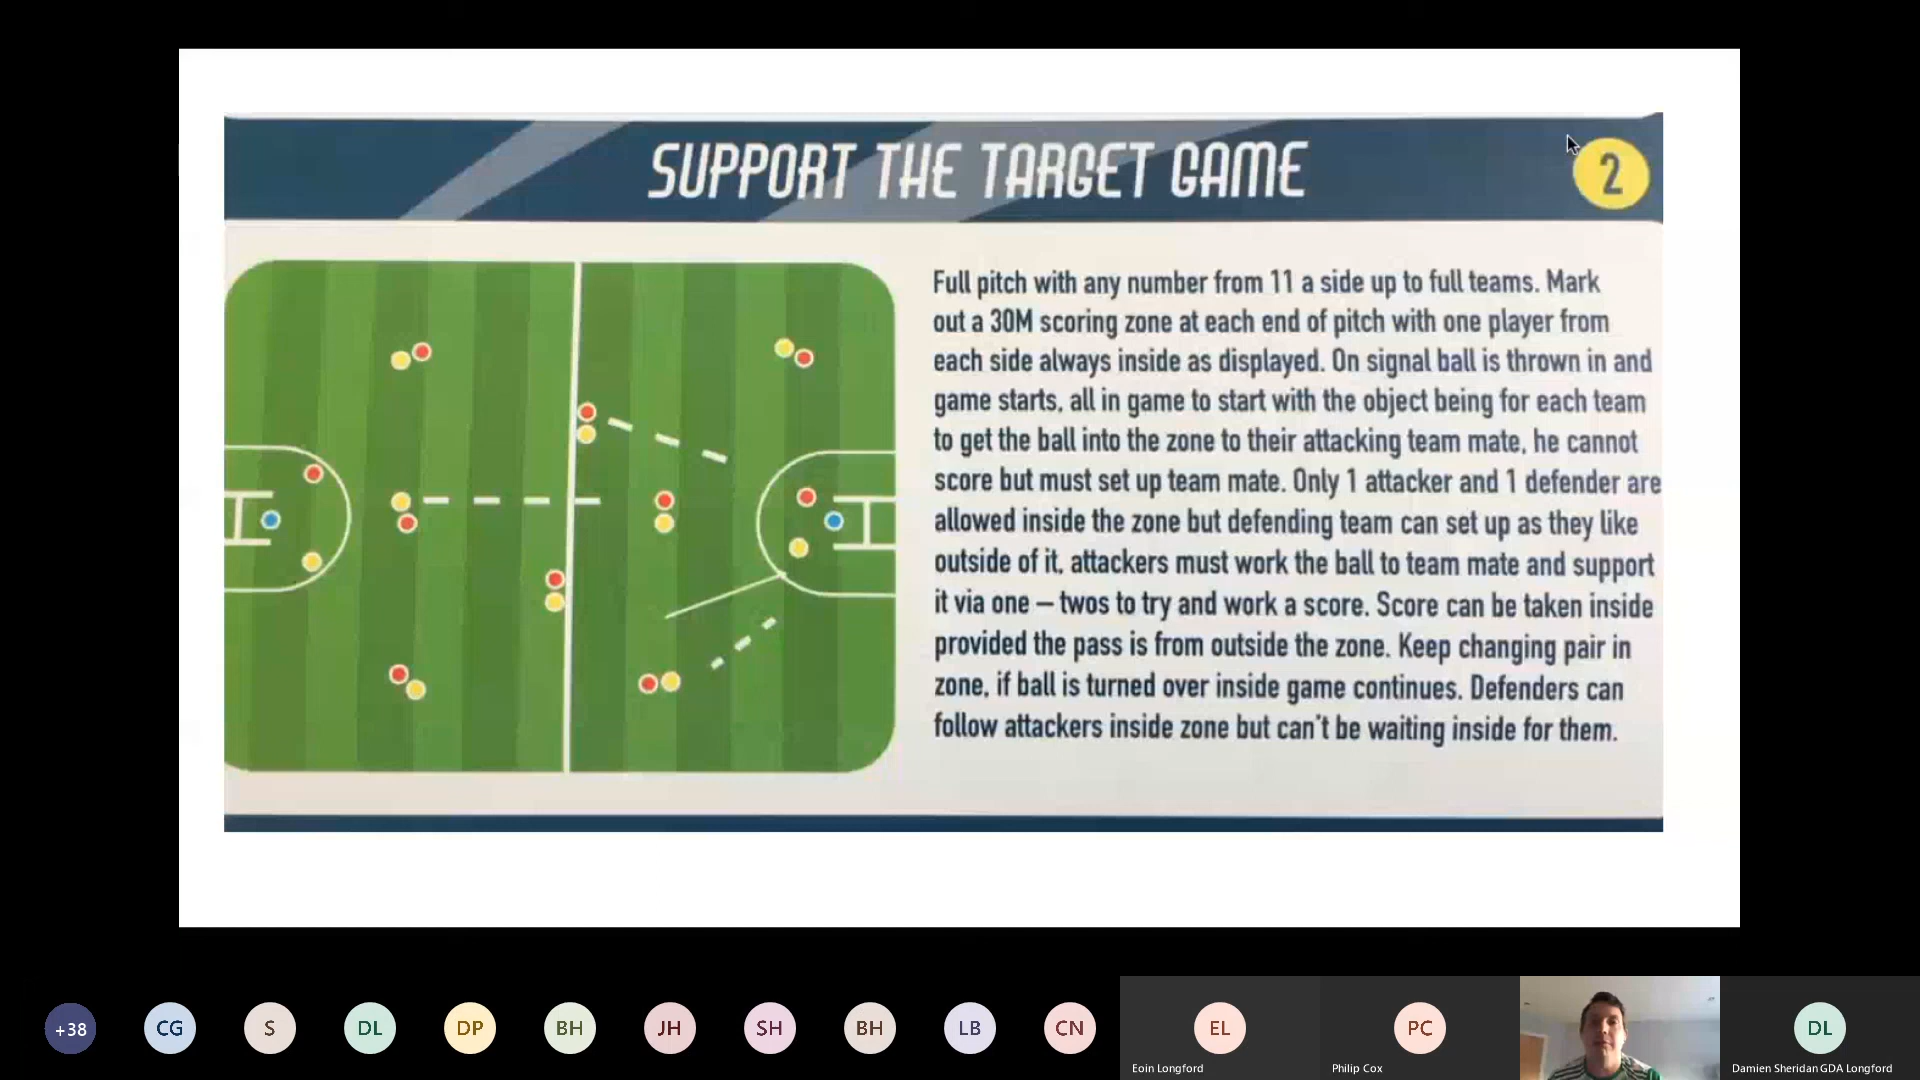 SUPPORT THE TARGET GAME
2
Full pitch with any number from 11 a side up to full teams. Mark
out a 30M scoring zone at each end of pitch with one player from
each side always inside as displayed. On signal ball is thrown in and
game starts, all in game to start with the object being for each team
to get the ball into the zone to their attacking team mate, he cannot
score but must set up team mate. Only 1 attacker and 1 defender are
allowed inside the zone but defending team can set up as they like
outside of it, attackers must work the ball to team mate and support
it via one – twos to try and work a score. Score can be taken inside
provided the pass is from outside the zone. Keep changing pair in
zone, if ball is turned over inside game continues. Defenders can
follow attackers inside zone but can't be waiting inside for them.
+38
CG
S
DL
DP
BH
JH
SH
BH
LB
CN
EL
PC
DL
Eoin Longford
Philip Cox
Damien Sheridan GDA Longford